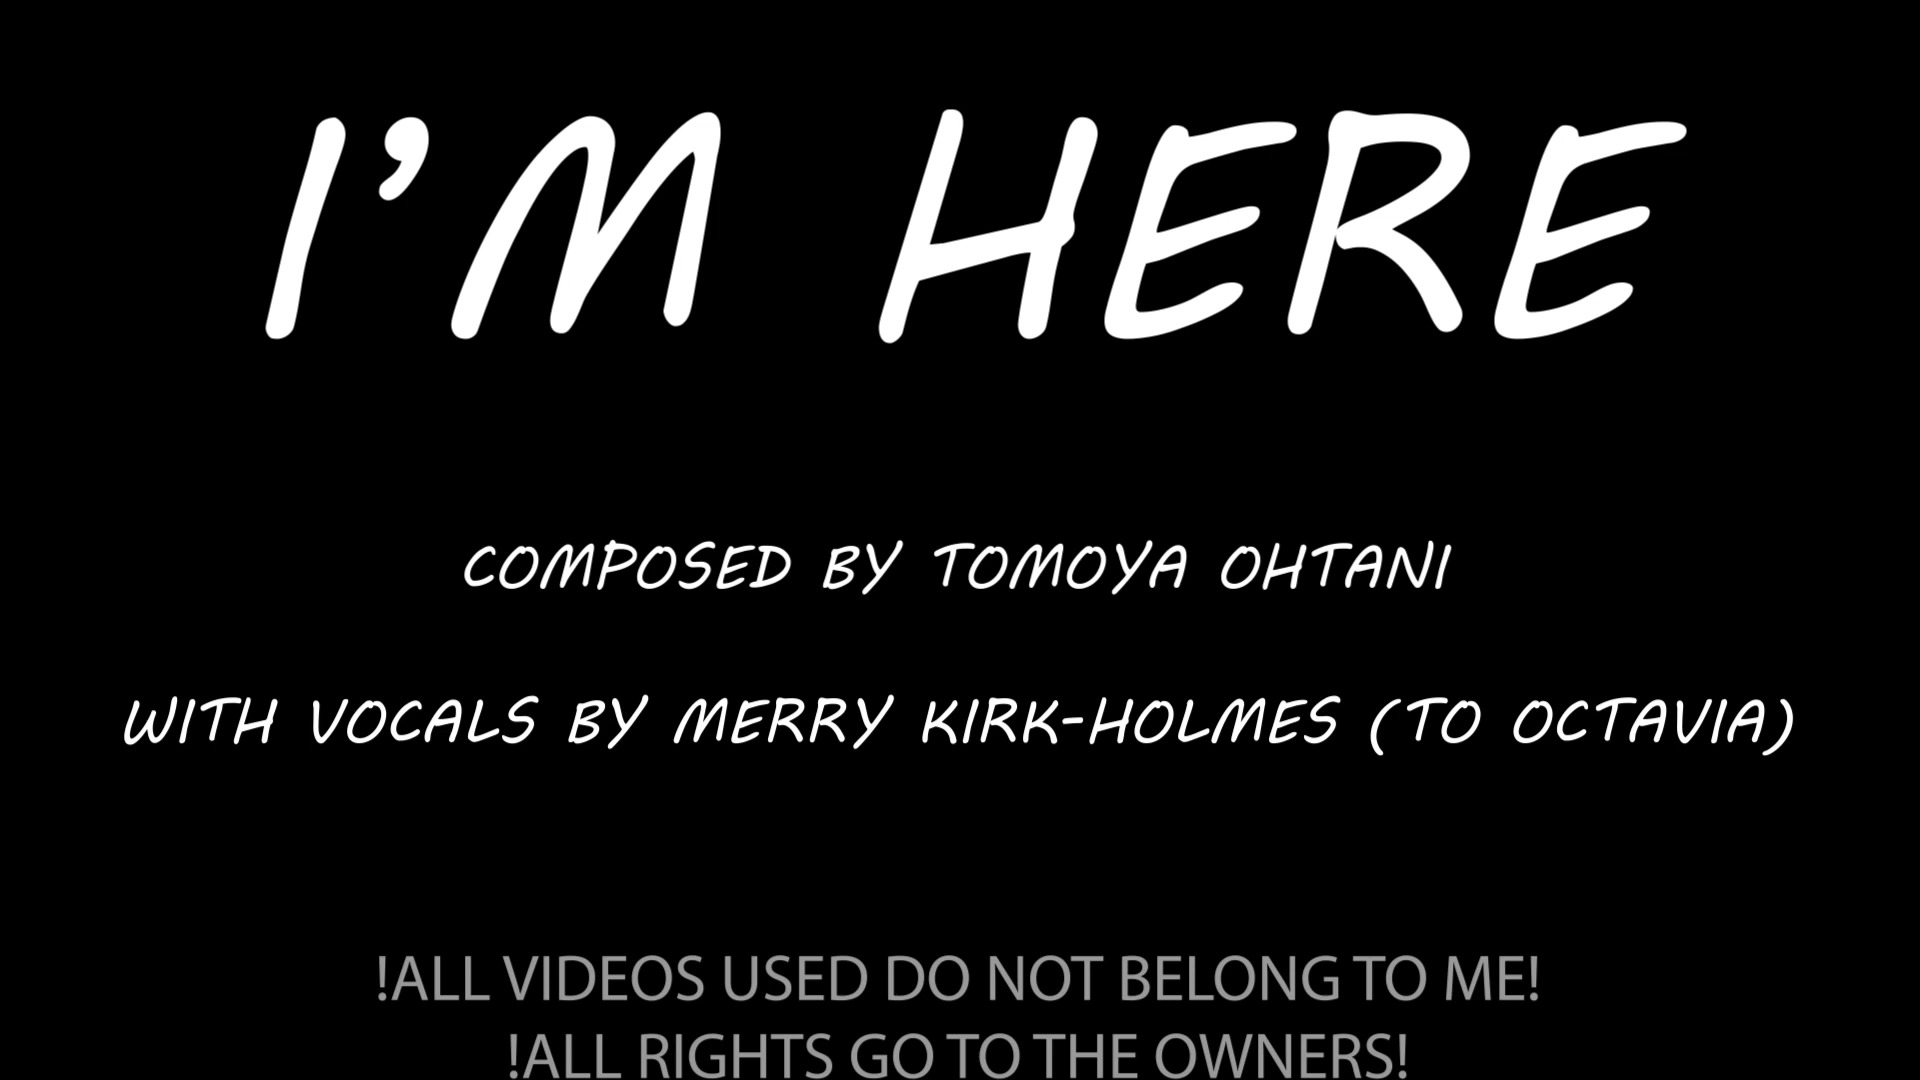 I'M HERE
COMPOSED BY TOMOYA OHTANI
WITH VOCALS BY MERRY KIRK-HOLMES (TO OCTAVIA)
!ALL VIDEOS USED DO NOT BELONG TO ME!
!ALL RIGHTS GO TO THE OWNERS!